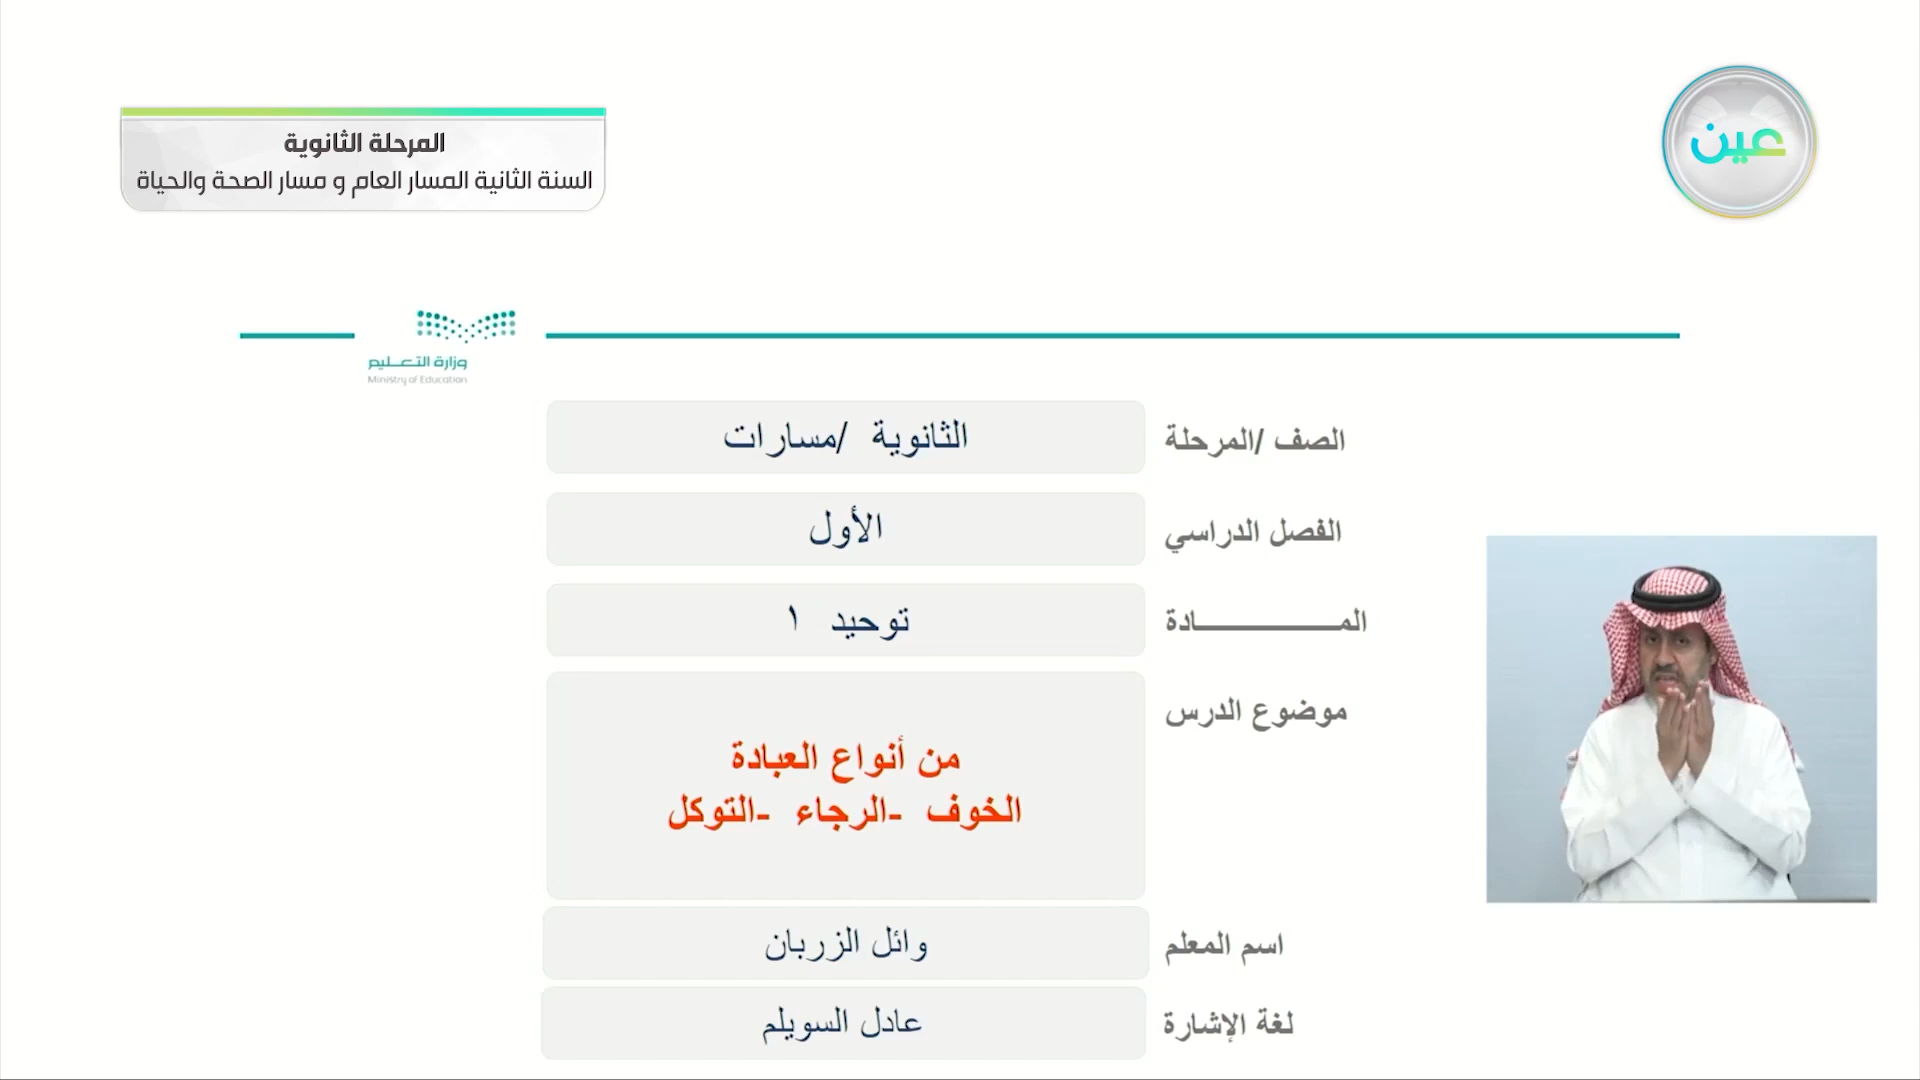 المرحلة الثانوية
السنة الثانية المسار العام و مسار الصحة والحياة
عين
وزارة التعليم
Ministry of Education
الصف /المرحلة
الثانوية /مسارات
الفصل الدراسي
الأول
المــــــــــــــادة
توحيد ١
موضوع الدرس
من أنواع العبادة
الخوف -الرجاء -التوكل
اسم المعلم
وائل الزربان
لغة الإشارة
عادل السويلم